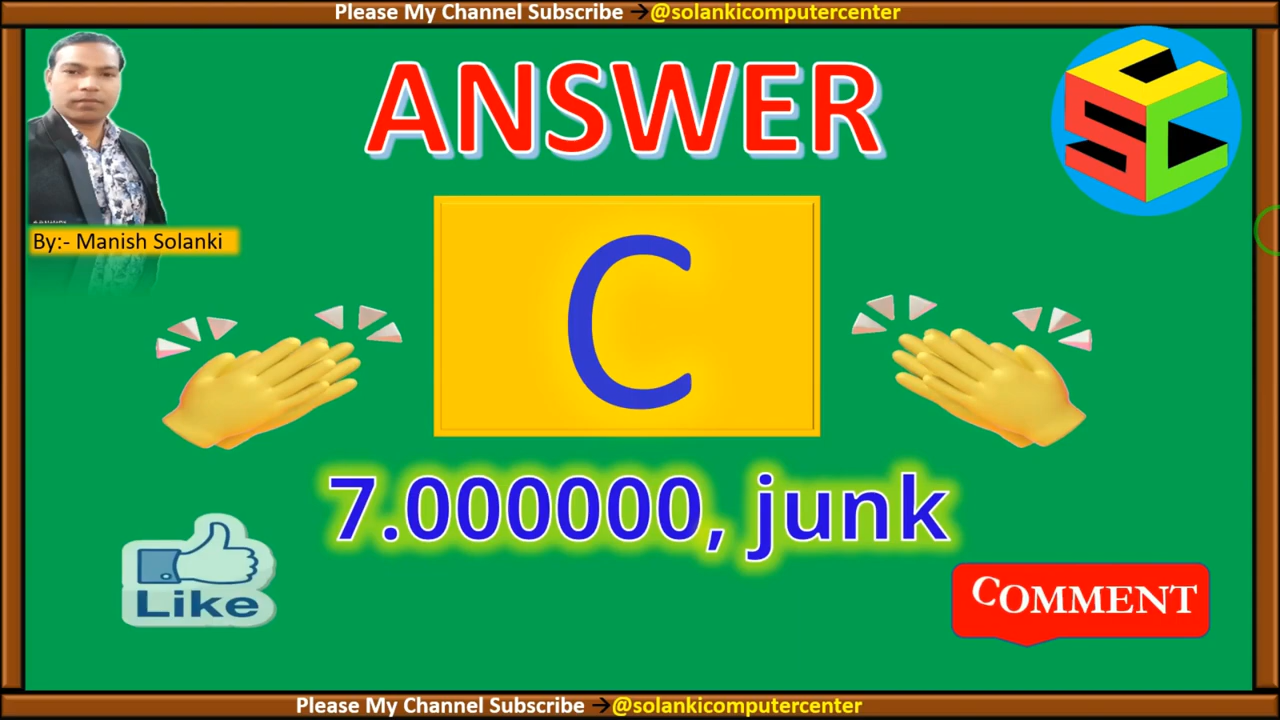 Please My Channel Subscribe → @solankicomputercenter
ANSWER
SCC
By:- Manish Solanki
C
7.000000, junk
Like
COMMENT
Please My Channel Subscribe → @solankicomputercenter